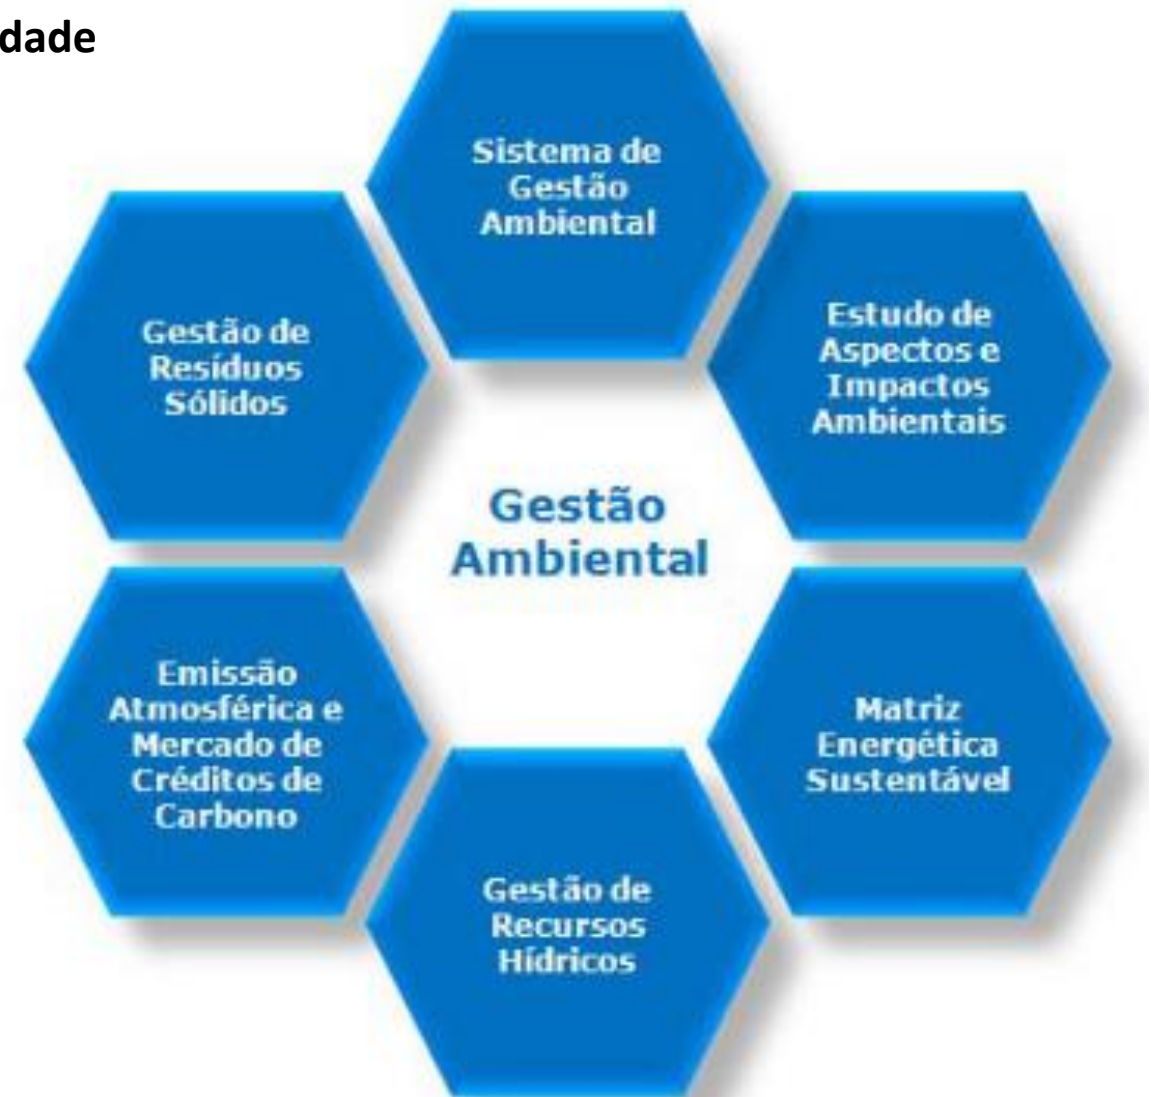 dade
Sistema de
Gestão
Ambiental
Estudo de
Aspectos e
Impactos
Ambientais
Gestão de
Resíduos
Sólidos
Gestão
Ambiental
Emissão
Atmosférica e
Mercado de
Créditos de
Carbono
Matriz
Energética
Sustentável
Gestão de
Recursos
Hídricos